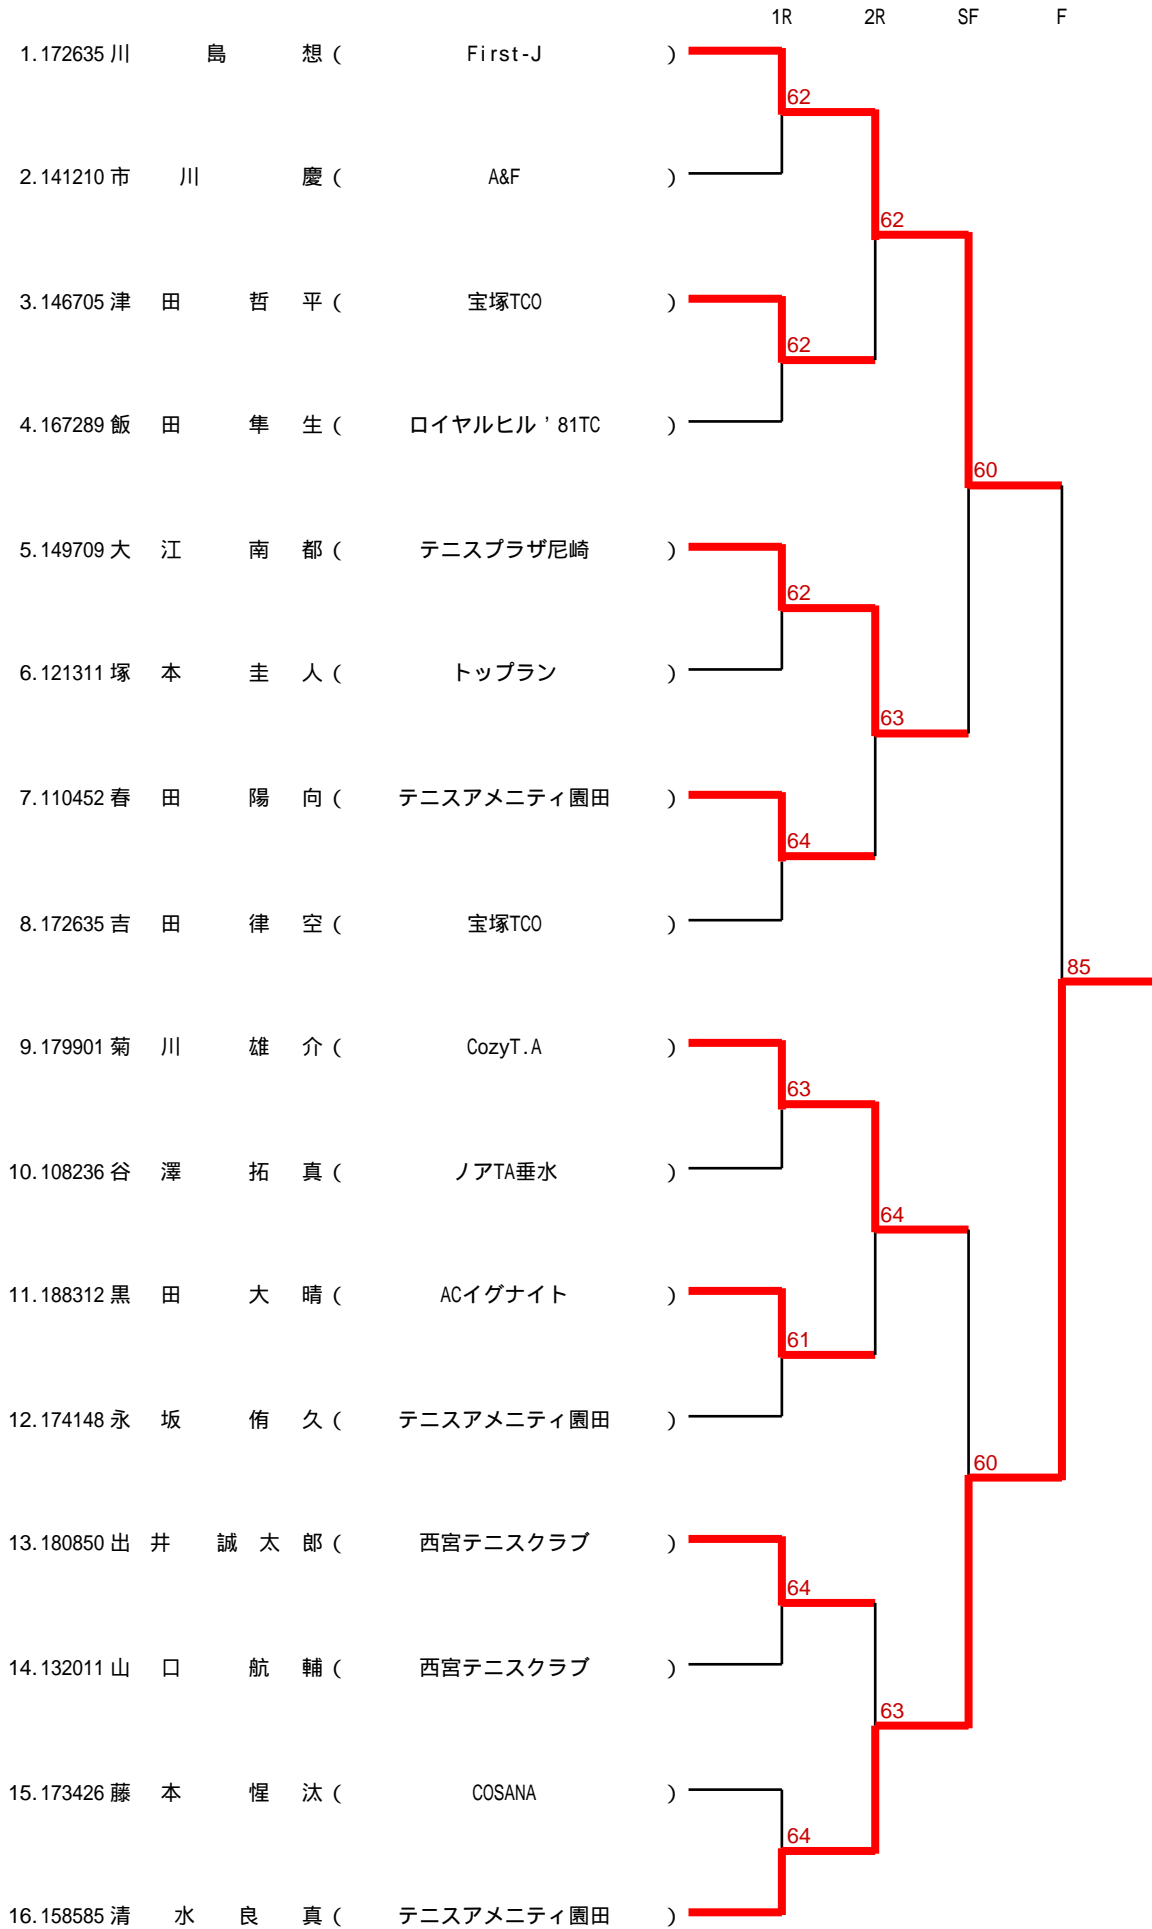 1R 2R SF F
1.172635 川島想 ( First-J )
62
2.141210 市川慶 ( A&F )
62
3.146705 津田哲平 ( 宝塚TCO )
62
4.167289 飯田隼生 ( ロイヤルヒル '81TC )
60
5.149709 大江南都 ( テニスプラザ尼崎 )
62
6.121311 塚本圭人 ( トップラン )
63
7.110452 春田陽向 ( テニスアメニティ園田 )
64
8.172635 吉田律空 ( 宝塚TCO )
85
9.179901 菊川雄介 ( CozyT.A )
63
10.108236 谷澤拓真 ( ノアTA垂水 )
64
11.188312 黒田大晴 ( ACイグナイト )
61
12.174148 永坂侑久 ( テニスアメニティ園田 )
60
13.180850 出井誠太郎 ( 西宮テニスクラブ )
64
14.132011 山口航輔 ( 西宮テニスクラブ )
63
15.173426 藤本惺汰 ( COSANA )
64
16.158585 清水良真 ( テニスアメニティ園田 )